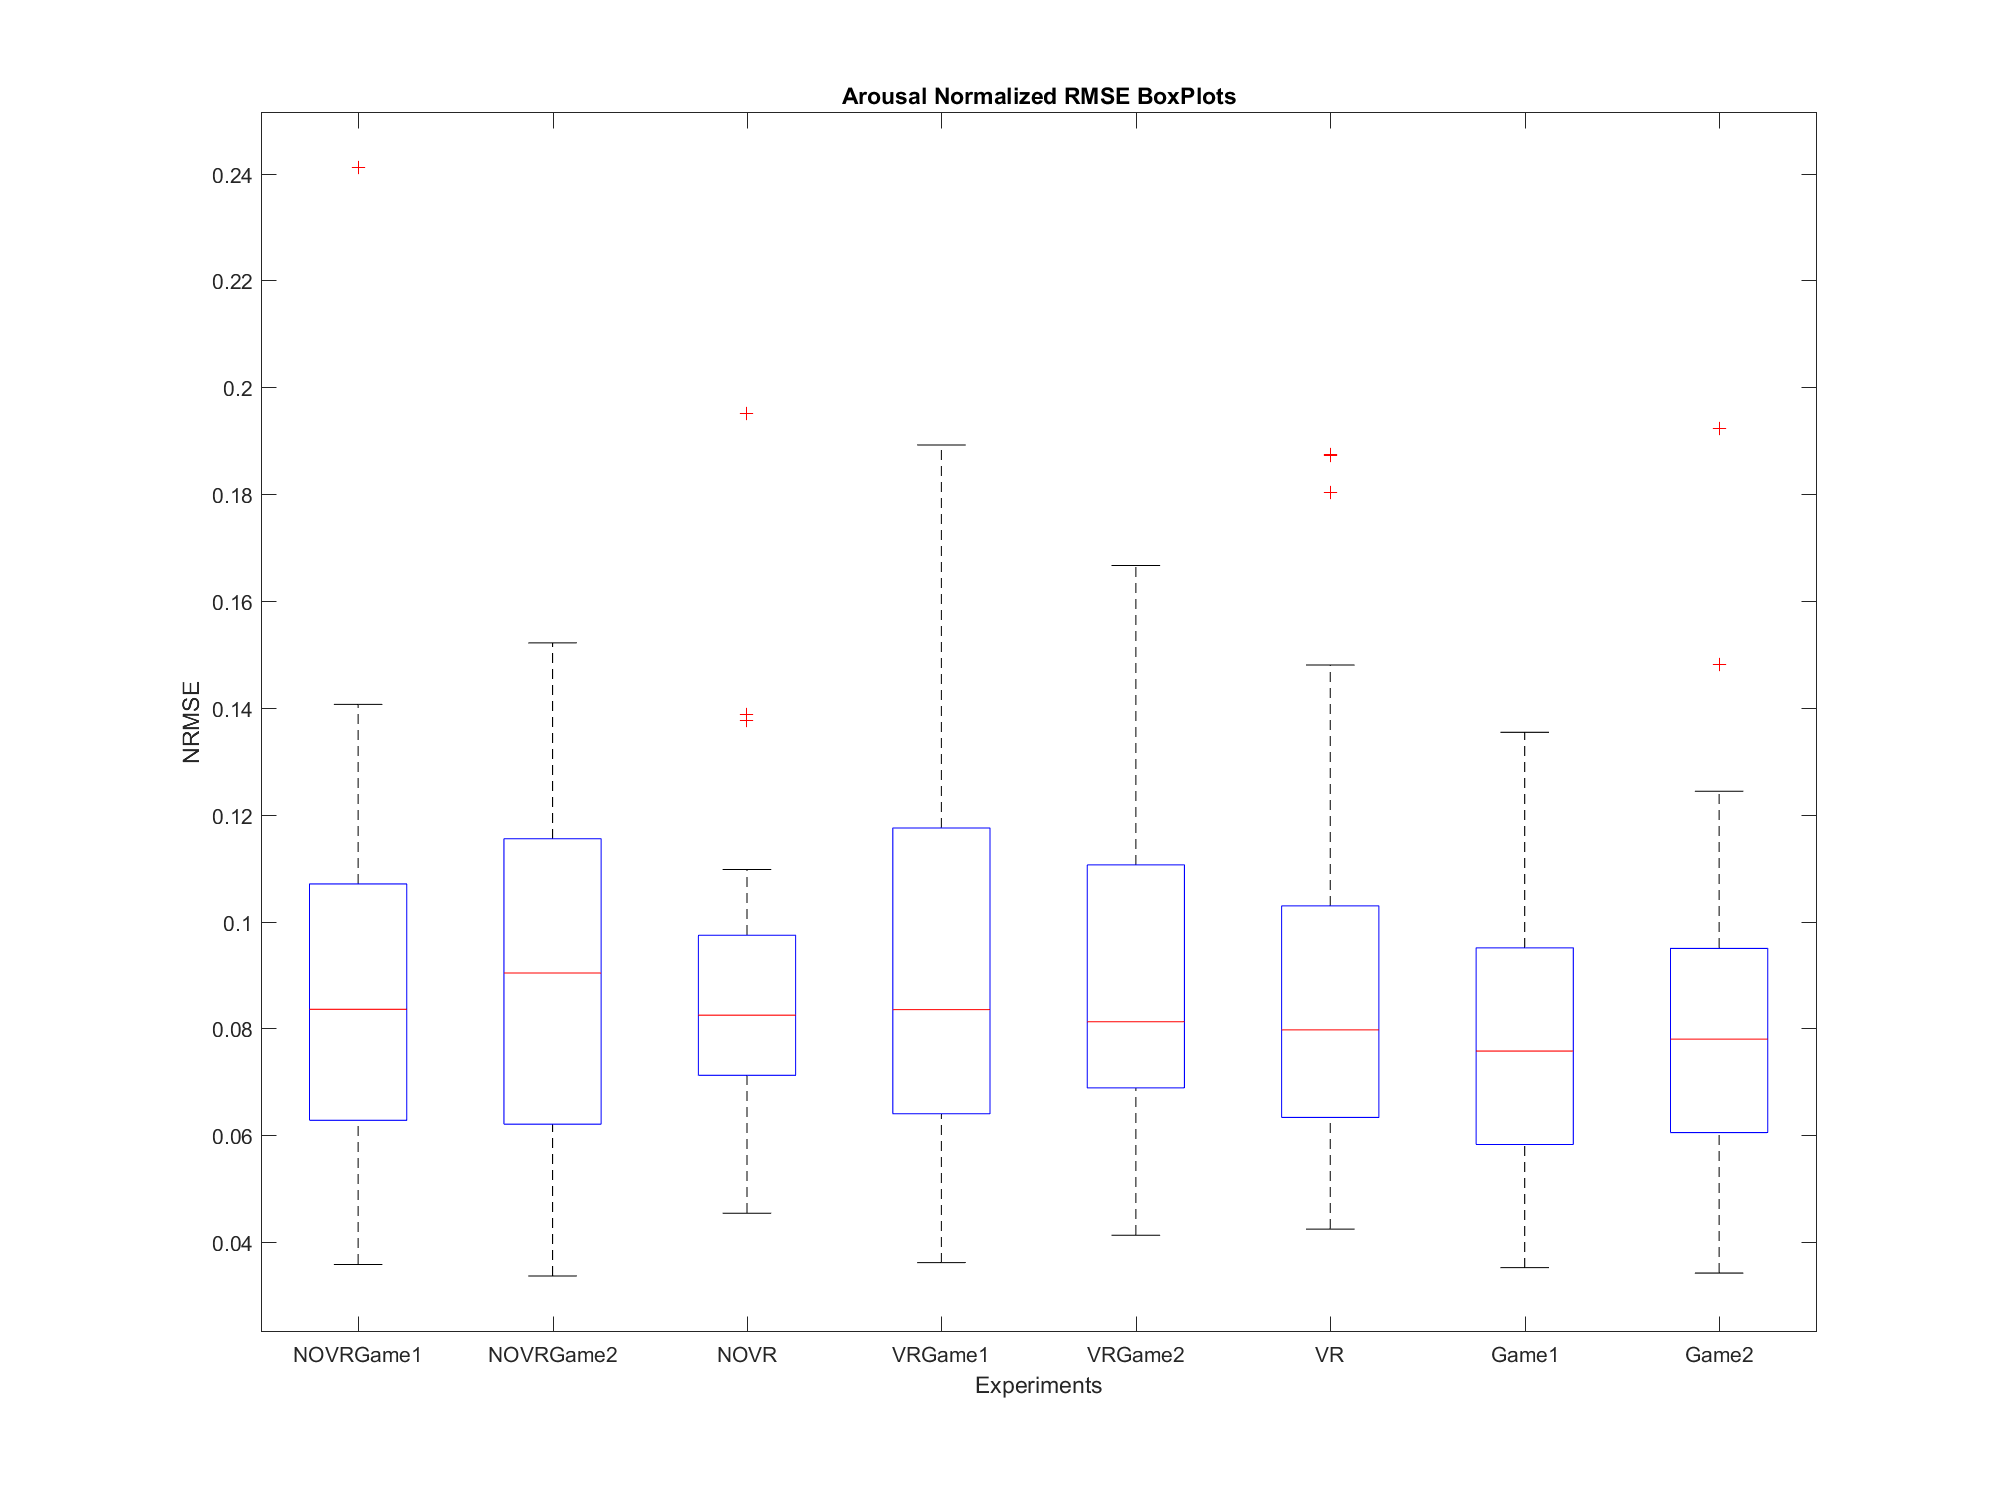 Arousal Normalized RMSE BoxPlots
NRMSE
0.24
0.22
0.2
0.18
0.16
0.14
0.12
0.1
0.08
0.06
0.04
NOVRGame1 NOVRGame2 NOVR VRGame1 VRGame2 VR Game1 Game2
Experiments